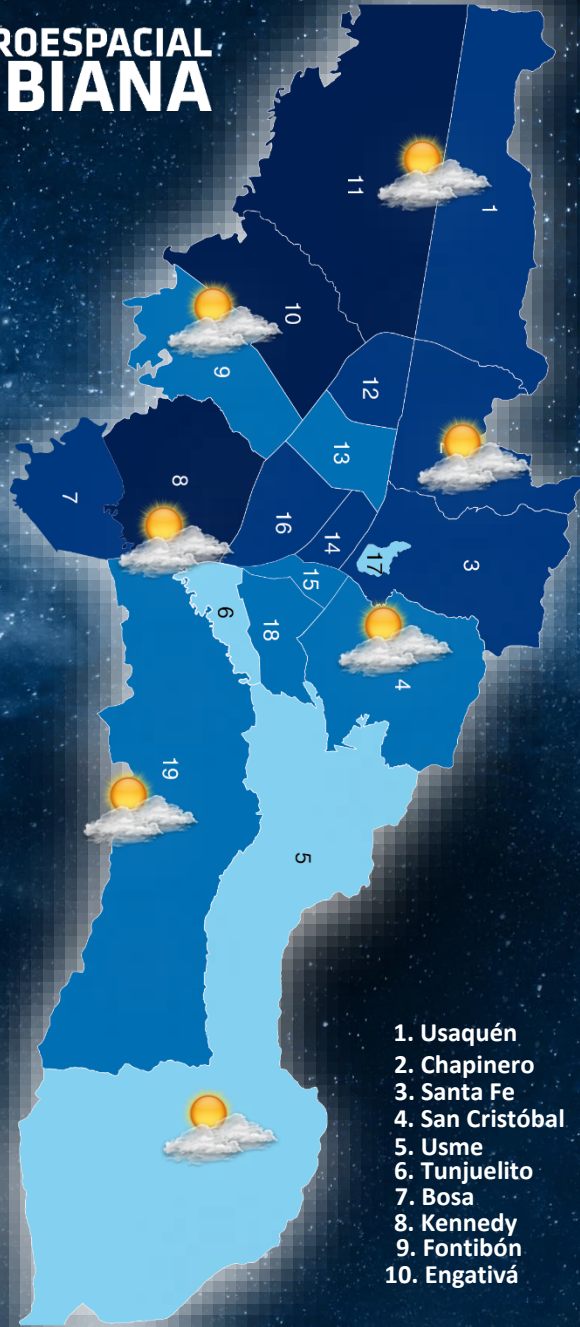 ROESPACIAL
BIANA
11
1
10
9
12
13
8
7
16
14
17
3
15
6
18
4
19
5
1. Usaquén
2. Chapinero
3. Santa Fe
4. San Cristóbal
5. Usme
6. Tunjuelito
7. Bosa
8. Kennedy
9. Fontibón
10. Engativá